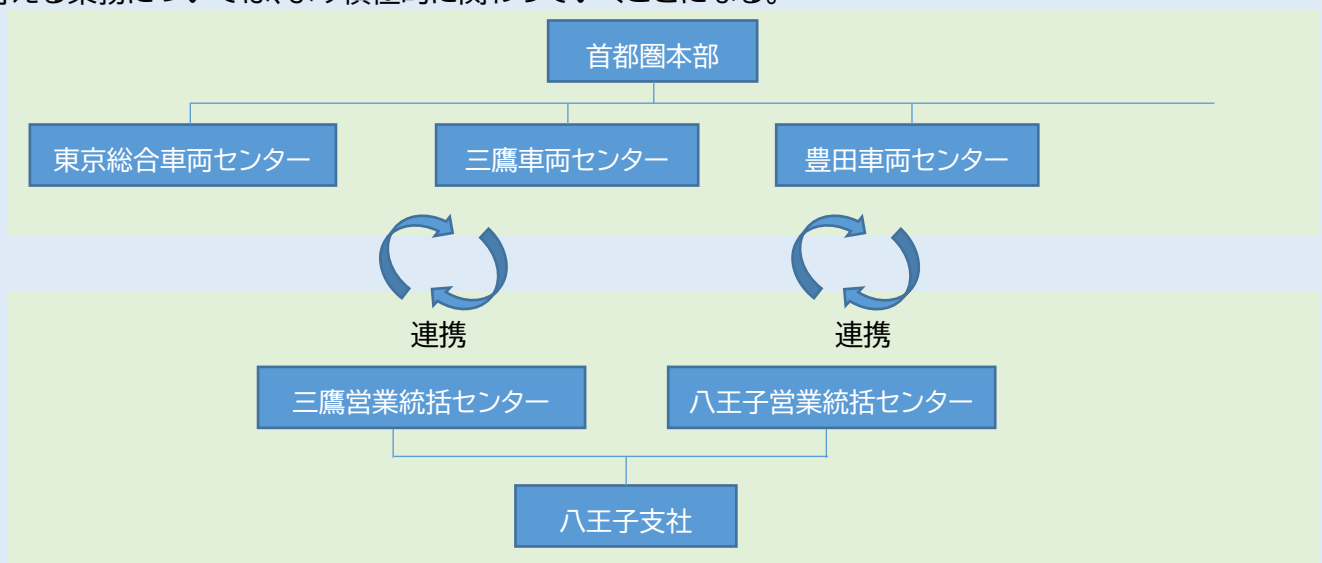 業務については、より積極的に関わっていくことになる。
首都圏本部
東京総合車両センター
三鷹車両センター
豊田車両センター
連携
連携
三鷹営業統括センター
八王子営業統括センター
八王子支社